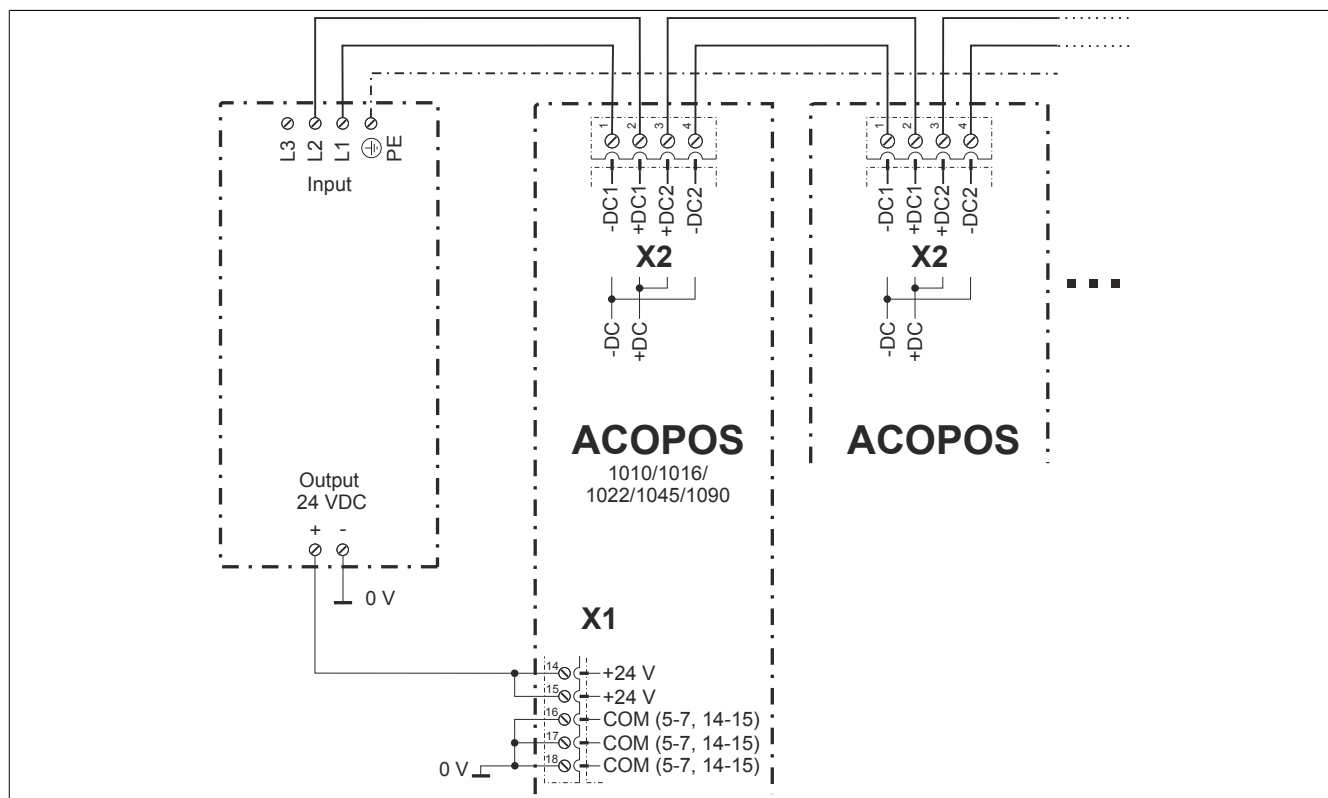 L3
L2
L1
PE
Input
Output
24 VDC
+
-
0 V
1
2
3
4
-DC1
+DC1
+DC2
-DC2
X2
-DC
+DC
ACOPOS
1010/1016/
1022/1045/1090
X1
14
+24 V
15
+24 V
16
COM (5-7, 14-15)
17
COM (5-7, 14-15)
18
COM (5-7, 14-15)
0 V
1
2
3
4
-DC1
+DC1
+DC2
-DC2
X2
-DC
+DC
ACOPOS